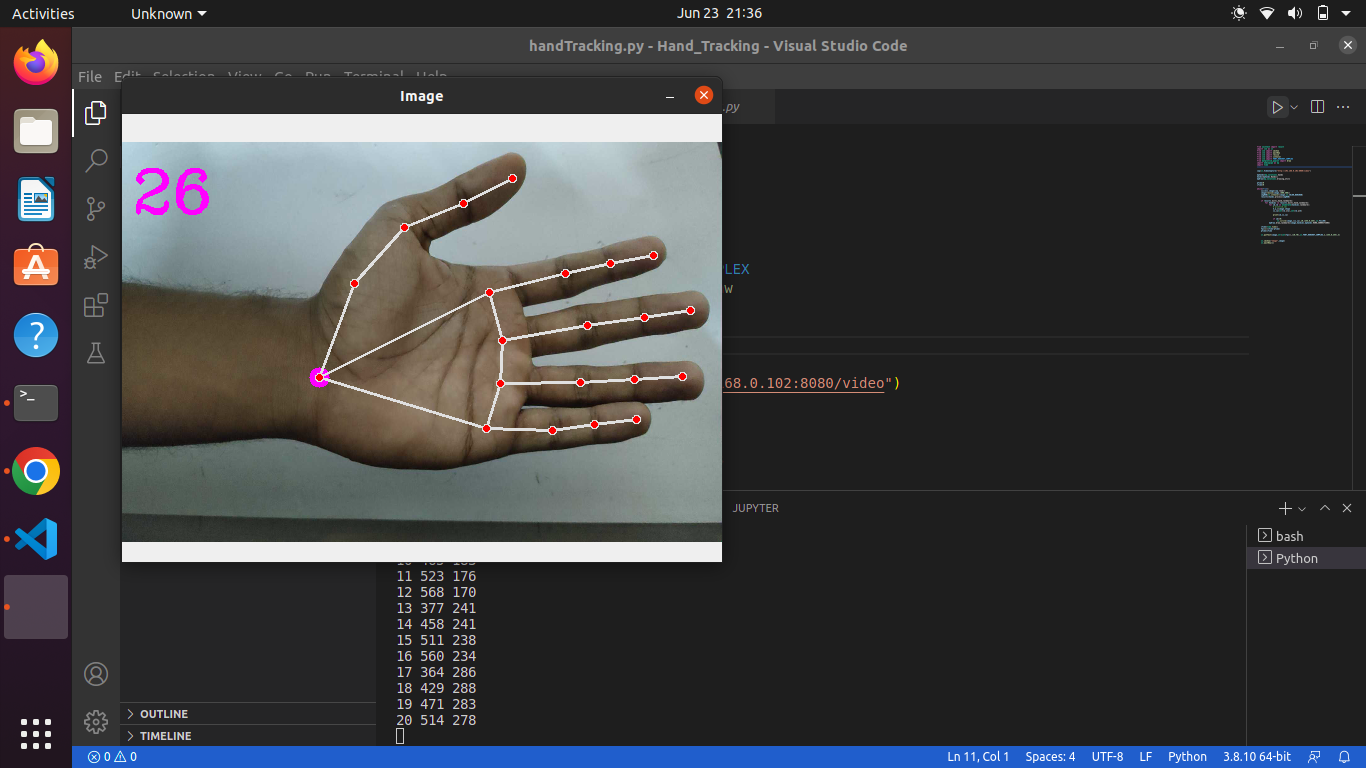 Activities
Unknown
Jun 23 21:36
handTracking.py - Hand_Tracking - Visual Studio Code
File Edit Selection View Go Run Terminal Help
Image
.py
26
PLEX
68.0.102:8080/video")
JUPYTER
bash
Python
11 523 176
12 568 170
13 377 241
14 458 241
15 511 238
16 560 234
17 364 286
18 429 288
19 471 283
20 514 278
OUTLINE
TIMELINE
0 0
Ln 11, Col 1
Spaces: 4
UTF-8
LF
Python
3.8.10 64-bit